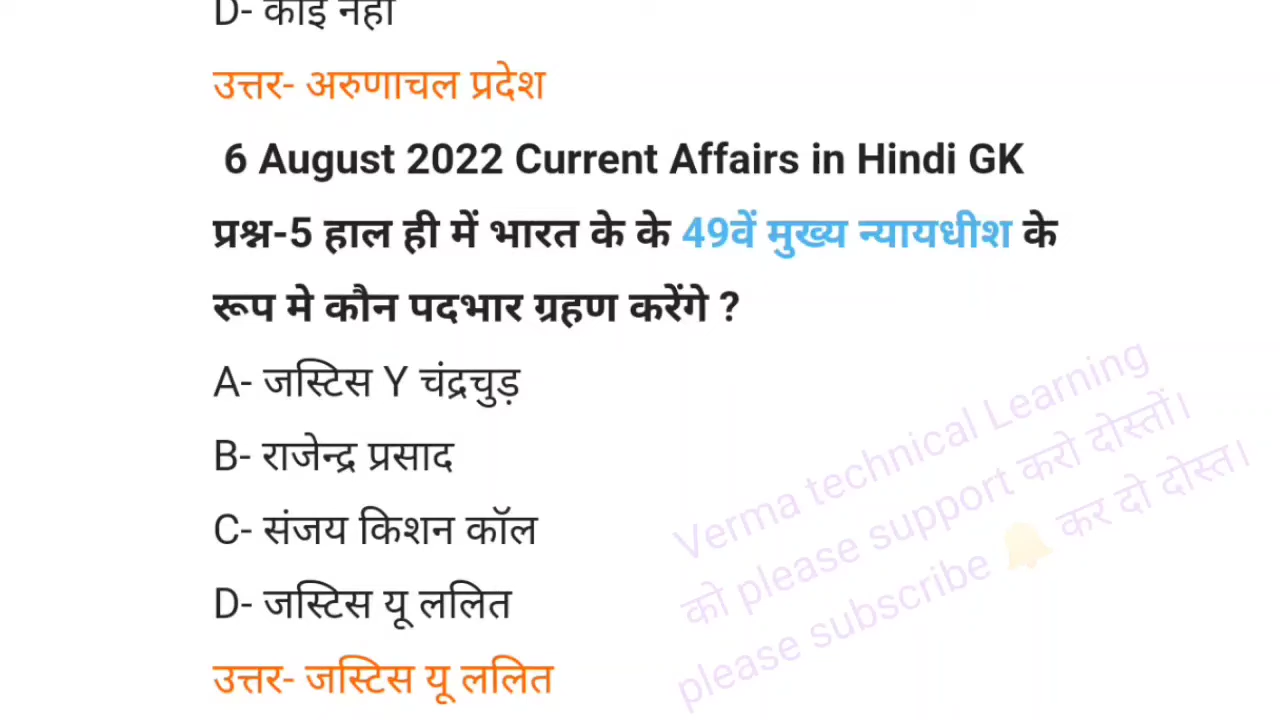 D- कोई नहीं
उत्तर- अरुणाचल प्रदेश
6 August 2022 Current Affairs in Hindi GK
प्रश्न-5 हाल ही में भारत के के 49वें मुख्य न्यायधीश के
रूप मे कौन पदभार ग्रहण करेंगे ?
A- जस्टिस Y चंद्रचुड़
B- राजेन्द्र प्रसाद
C- संजय किशन कॉल
D- जस्टिस यू ललित
उत्तर- जस्टिस यू ललित
Verma technical Learning
को please support करो दोस्तों।
please subscribe 🔔 कर दो दोस्त।